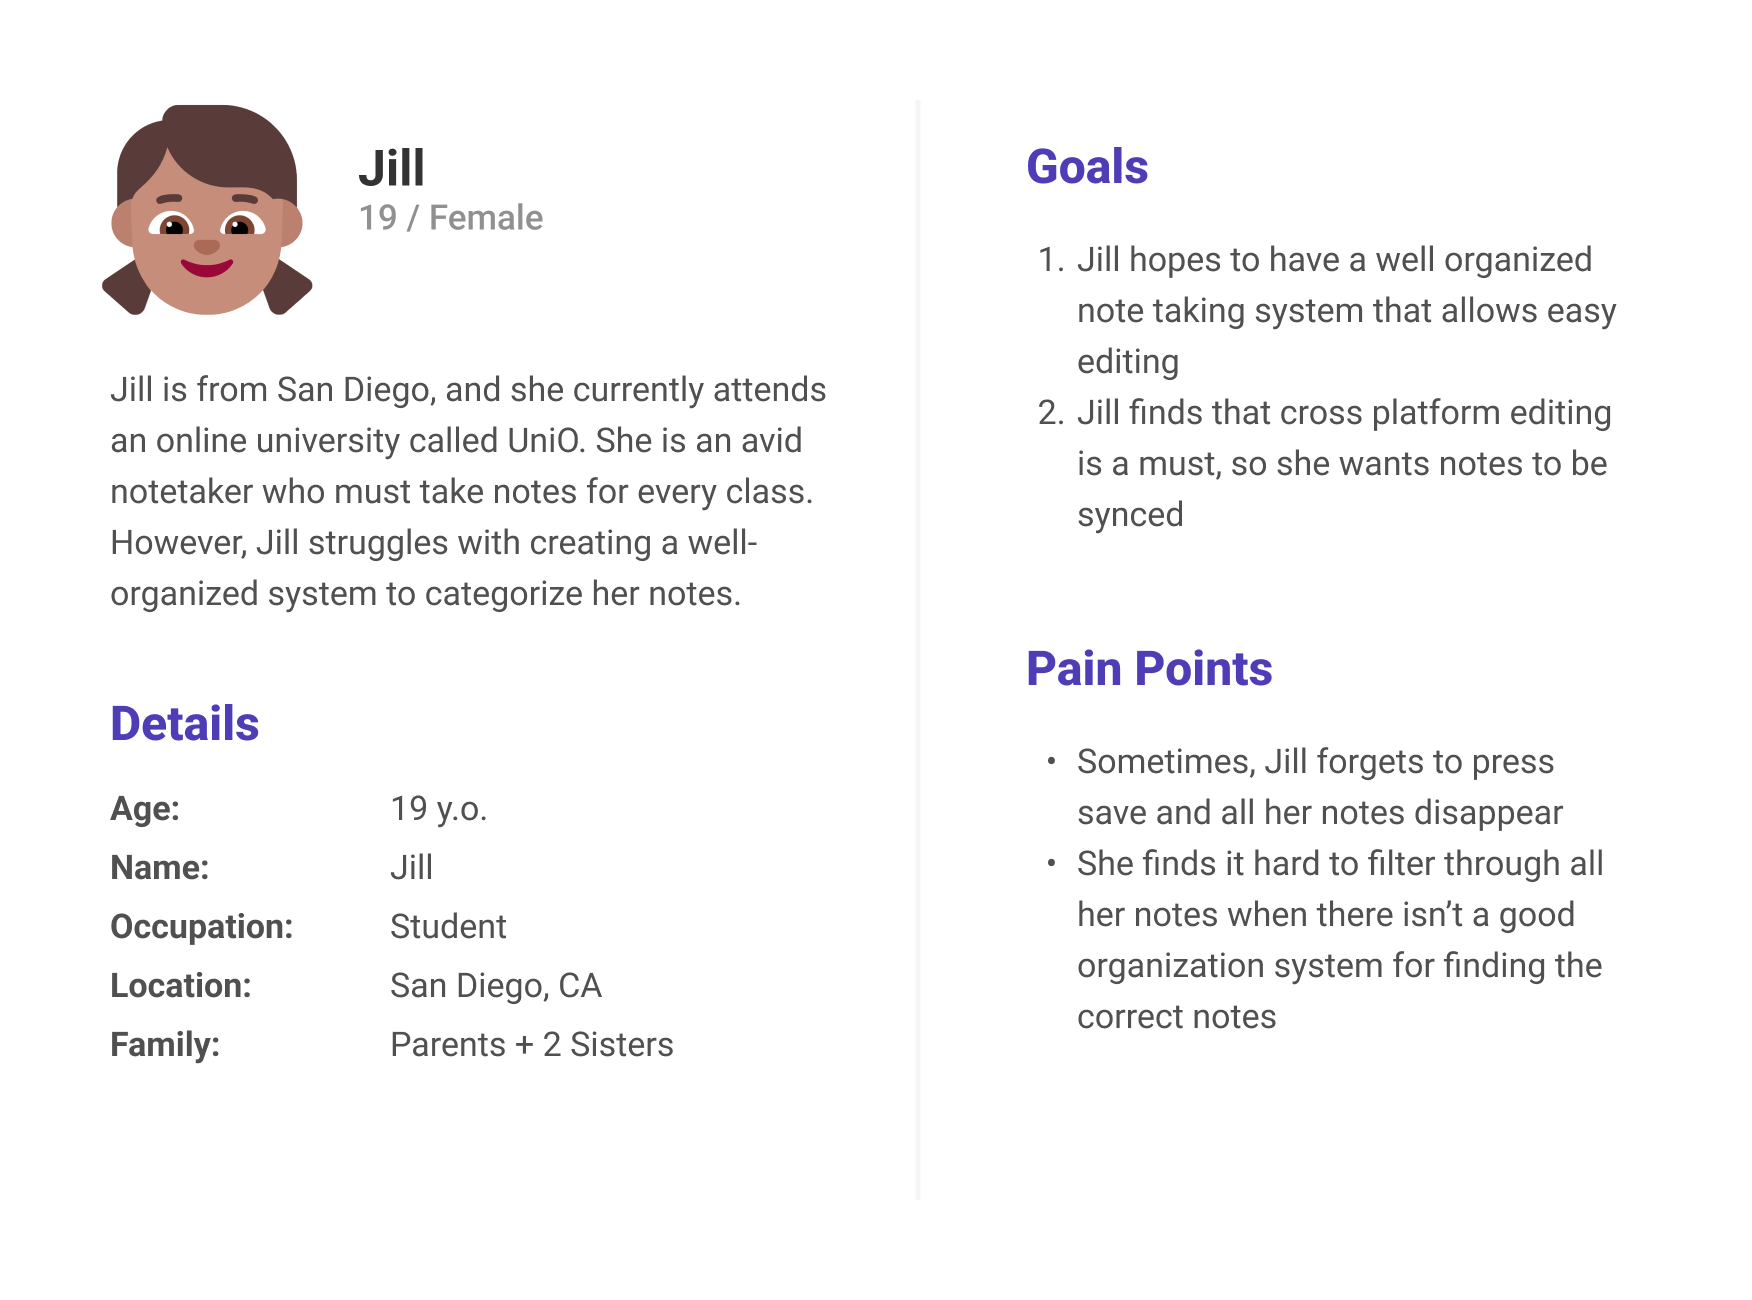 Jill
19 / Female
Jill is from San Diego, and she currently attends
an online university called UniO. She is an avid
notetaker who must take notes for every class.
However, Jill struggles with creating a well-
organized system to categorize her notes.
Details
Age: 19 y.o.
Name: Jill
Occupation: Student
Location: San Diego, CA
Family: Parents + 2 Sisters
Goals
1. Jill hopes to have a well organized
note taking system that allows easy
editing
2. Jill finds that cross platform editing
is a must, so she wants notes to be
synced
Pain Points
• Sometimes, Jill forgets to press
save and all her notes disappear
• She finds it hard to filter through all
her notes when there isn’t a good
organization system for finding the
correct notes